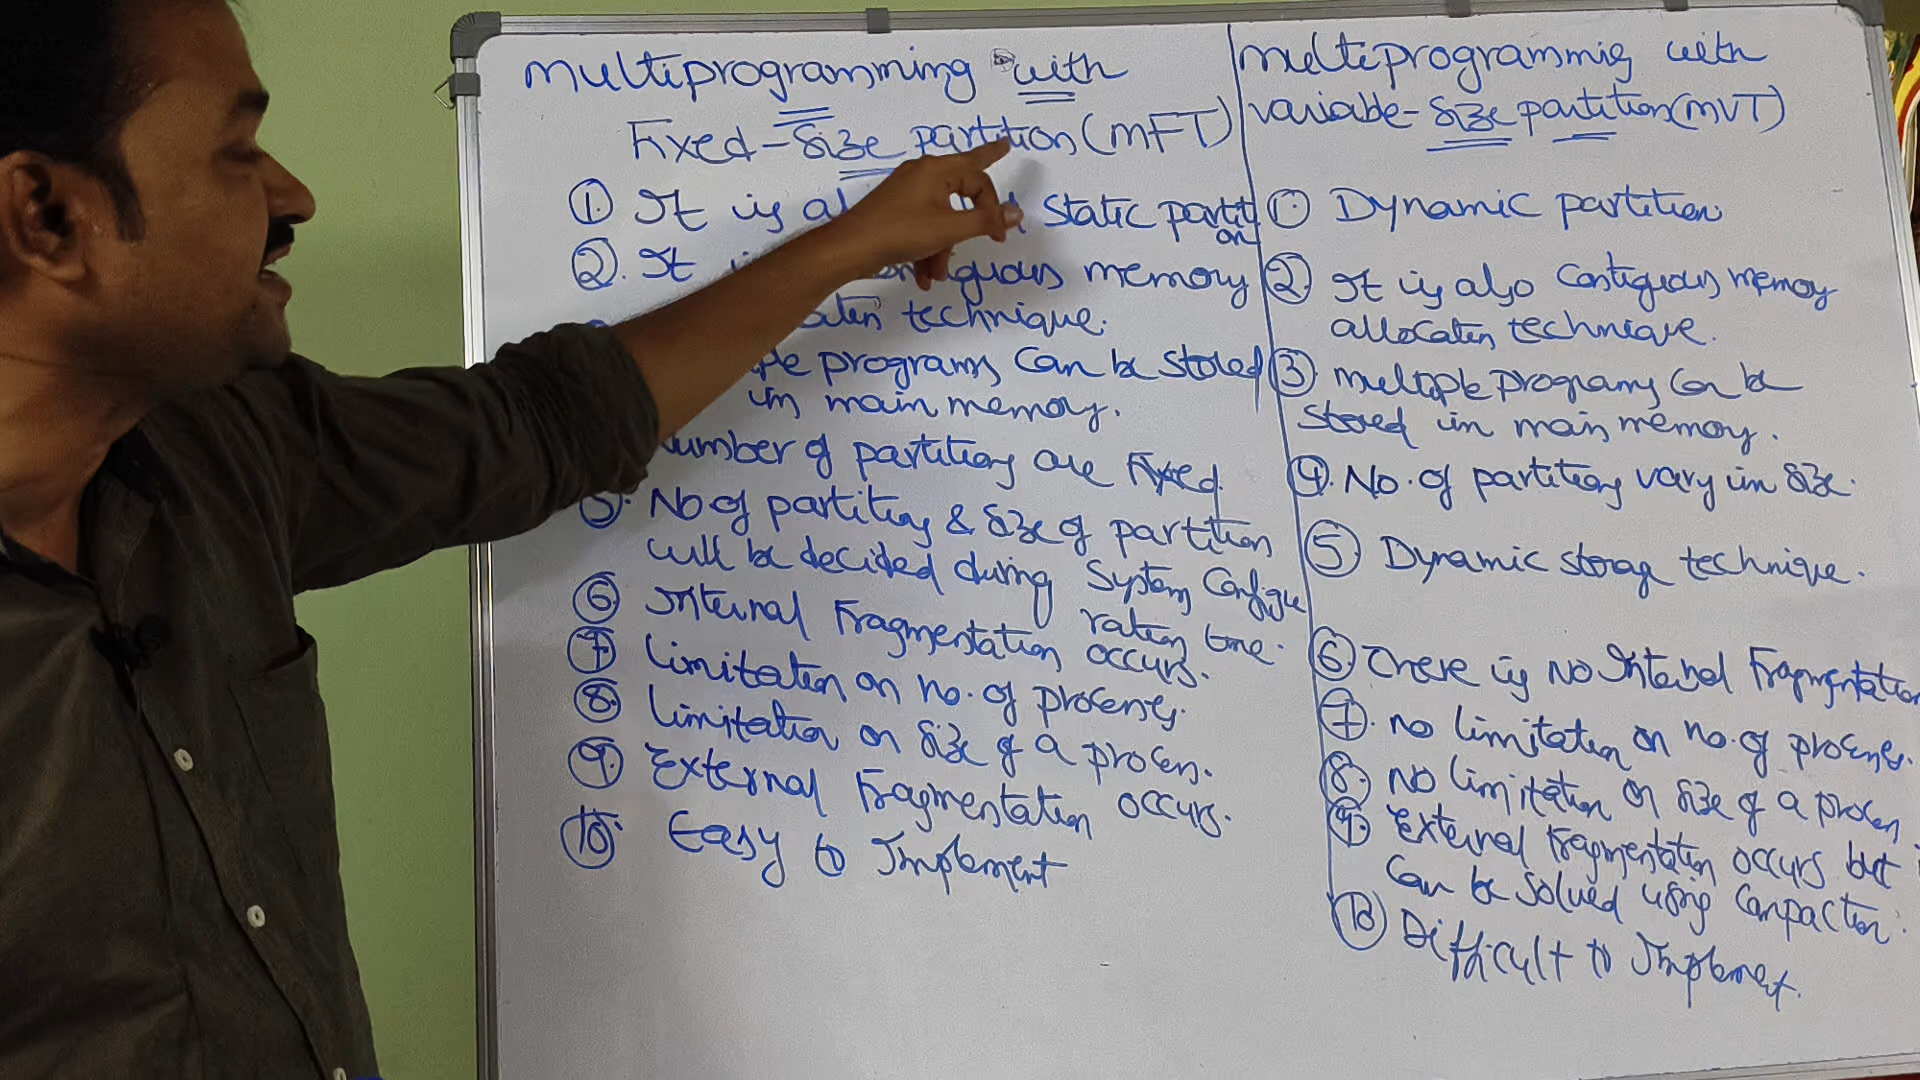 multiprogramming with
Fixed-Size partition (MFT)
① It is al static partiti
on
②. It contiguous memory
technique.
programs can be stored
in main memory.
number of partitions are Fixed.
5. No of partitions & size of partition
will be decided during System Configu
ration time.
⑥ Internal Fragmentation occurs.
⑦ limitation on no. of processes.
⑧ limitation on size of a process.
⑨ External Fragmentation occurs.
⑩ Easy to Implement
multiprogramming with
variable-size partition (MVT)
① Dynamic partition
② It is also Contiguous memory
allocation technique.
③ multiple programs can be
stored in main memory.
④. No. of partitions vary in size.
⑤ Dynamic storage technique.
⑥ There is no Internal Fragmentation
⑦. no limitation on no. of processes.
⑧. No limitation on size of a process
⑨. External Fragmentation occurs but
can be solved using Compaction.
⑩ Difficult to Implement.